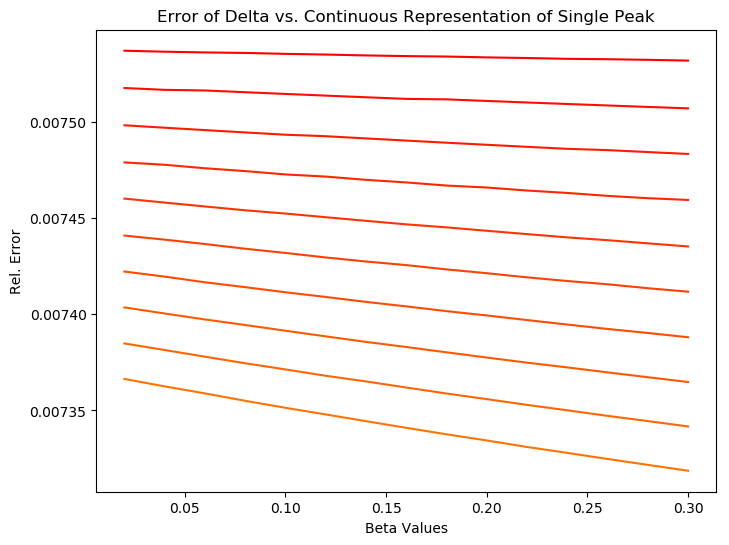 Error of Delta vs. Continuous Representation of Single Peak
Rel. Error
0.00750
0.00745
0.00740
0.00735
0.05 0.10 0.15 0.20 0.25 0.30
Beta Values